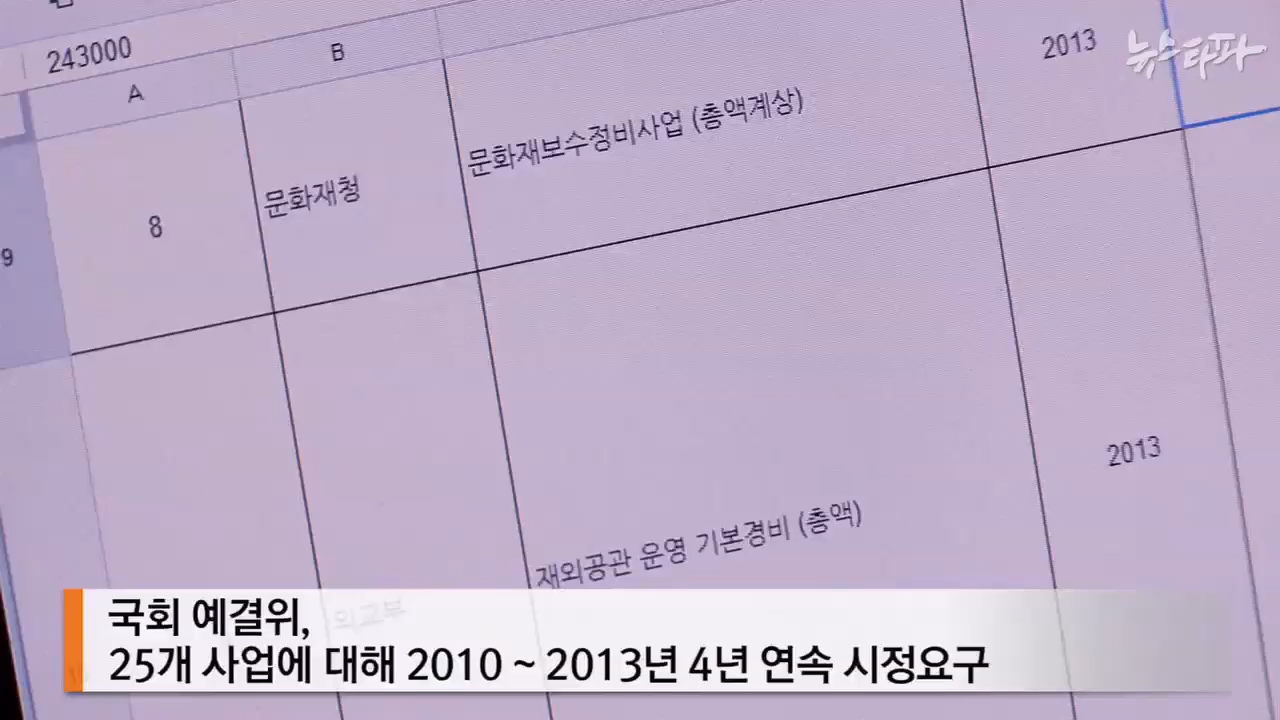 243000
뉴스타파
A
B
2013
9
8
문화재청
문화재보수정비사업 (총액계상)
2013
재외공관 운영 기본경비 (총액)
외교부
국회 예결위,
25개 사업에 대해 2010 ~ 2013년 4년 연속 시정요구